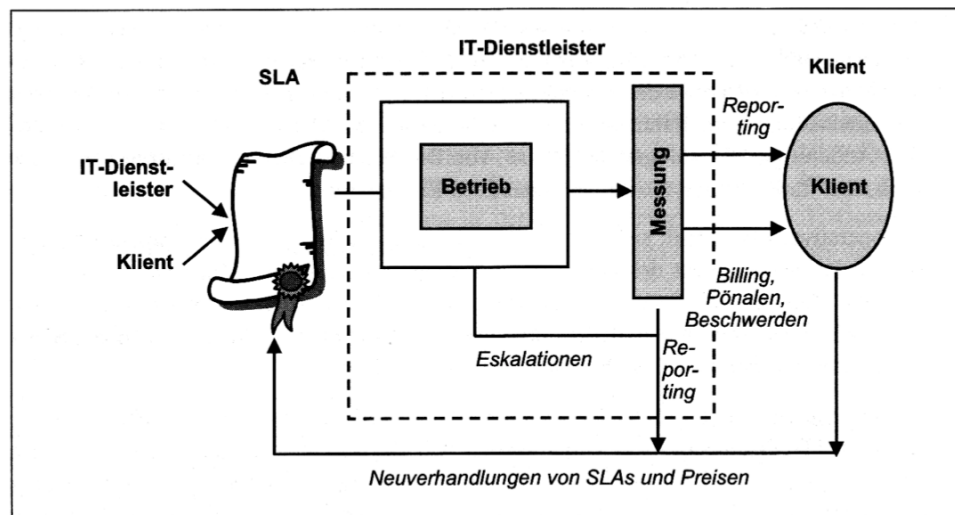 IT-Dienstleister
Klient
SLA
IT-Dienst-
leister
Klient
Betrieb
Messung
Repor-
ting
Klient
Billing,
Pönalen,
Beschwerden
Eskalationen
Re-
por-
ting
Neuverhandlungen von SLAs und Preisen